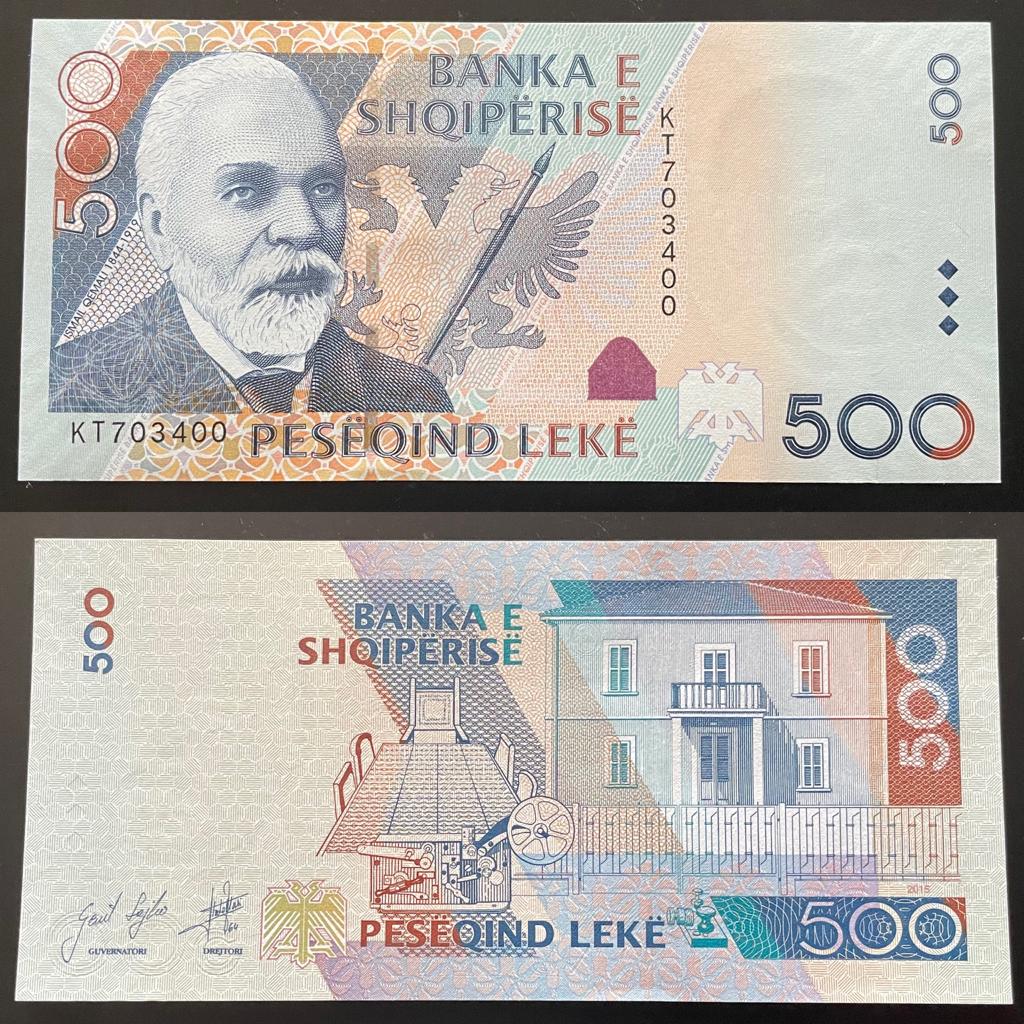 500
BANKA E
SHQIPËRISË
500
KT703400
ISMAIL QEMALI 1844-1919
KT703400
PESËQIND LEKË
500
500
BANKA E
SHQIPËRISË
500
2015
GUVERNATORI
DREJTORI
PESËQIND LEKË
500